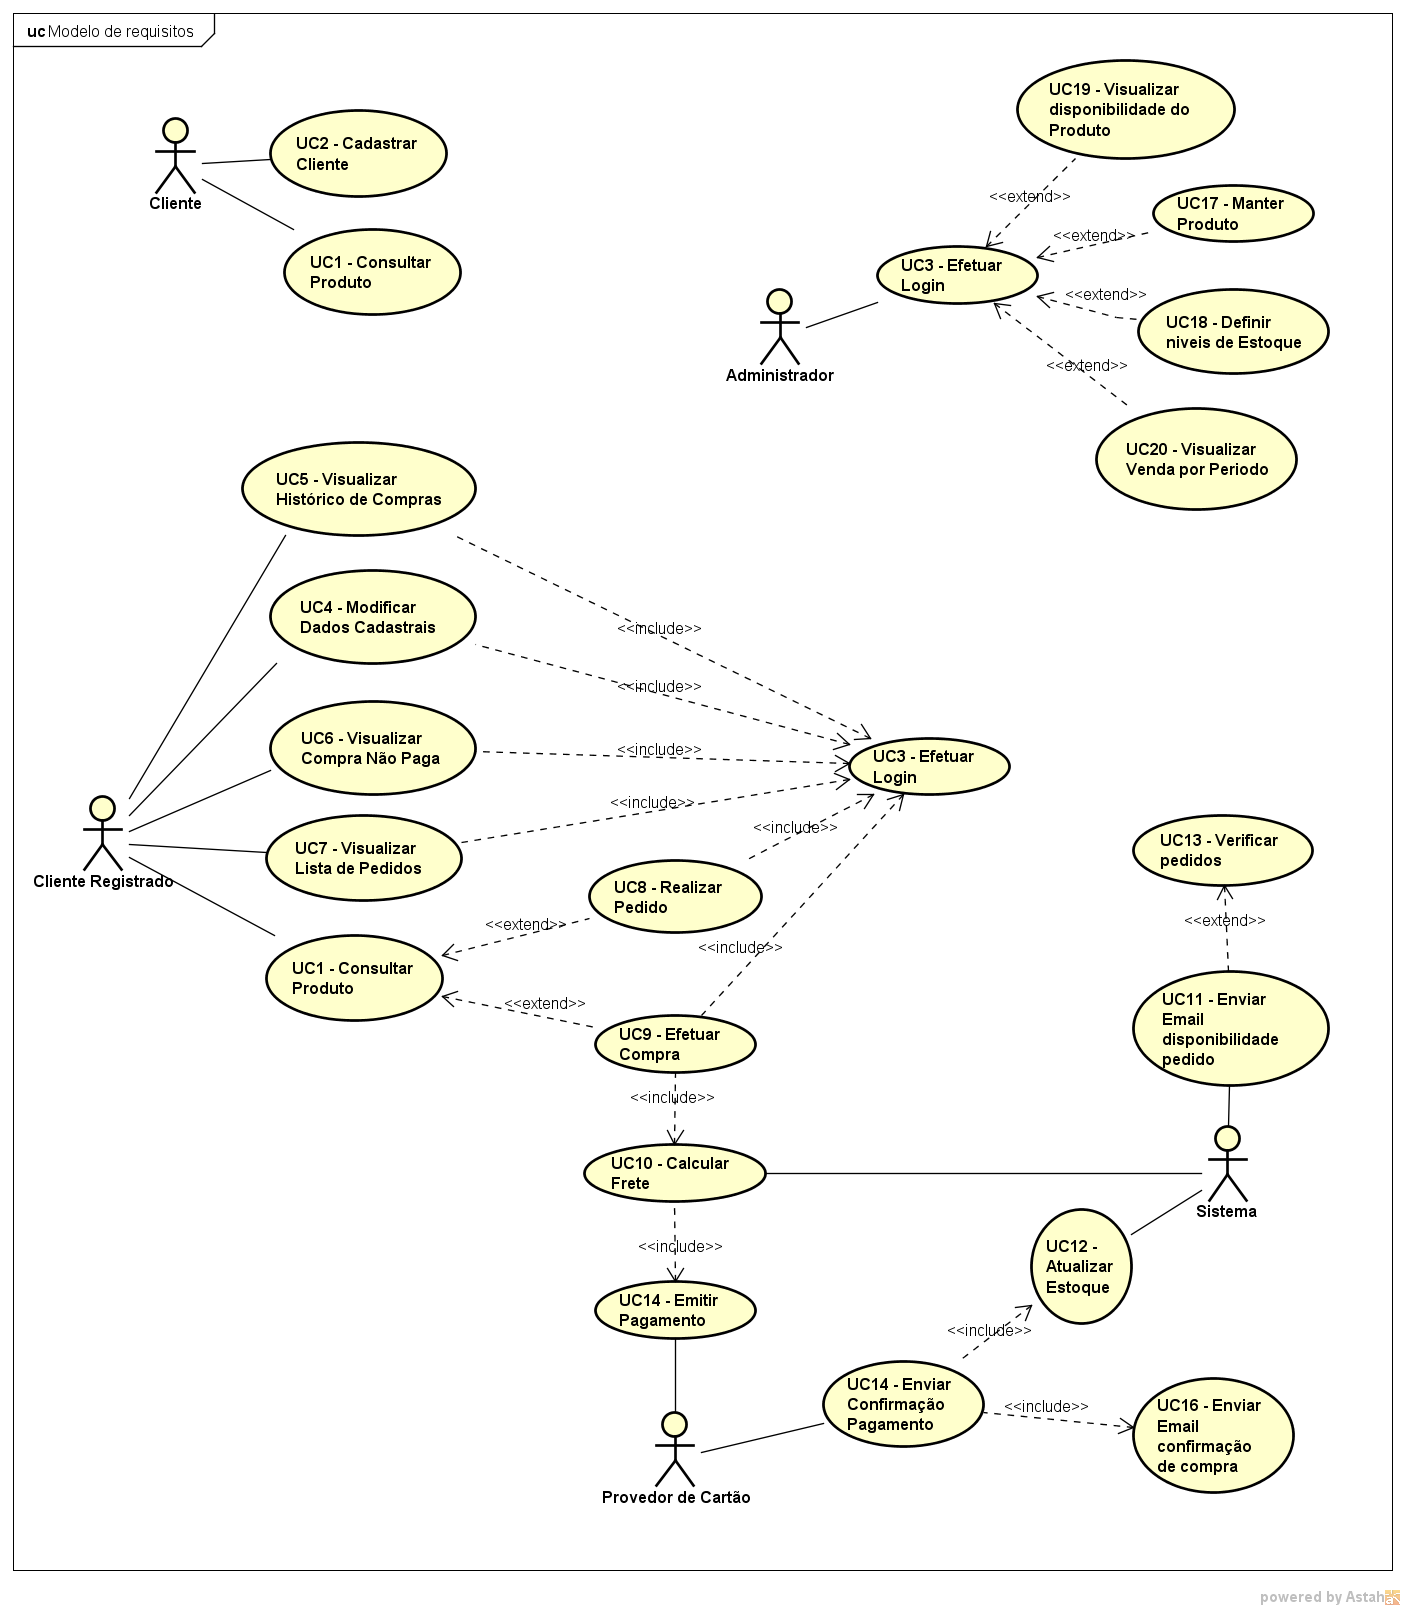 uc Modelo de requisitos
UC19 - Visualizar
disponibilidade do
Produto
UC2 - Cadastrar
Cliente
Cliente
<<extend>>
UC17 - Manter
Produto
<<extend>>
UC1 - Consultar
Produto
UC3 - Efetuar
Login
<<extend>>
UC18 - Definir
niveis de Estoque
Administrador
<<extend>>
UC20 - Visualizar
Venda por Periodo
UC5 - Visualizar
Histórico de Compras
UC4 - Modificar
Dados Cadastrais
<<include>>
<<include>>
UC6 - Visualizar
Compra Não Paga
<<include>>
UC3 - Efetuar
Login
<<include>>
<<include>>
UC7 - Visualizar
Lista de Pedidos
Cliente Registrado
UC13 - Verificar
pedidos
UC8 - Realizar
Pedido
<<extend>>
<<extend>>
<<include>>
UC1 - Consultar
Produto
<<extend>>
UC11 - Enviar
Email
disponibilidade
pedido
UC9 - Efetuar
Compra
<<include>>
UC10 - Calcular
Frete
Sistema
<<include>>
UC12 -
Atualizar
Estoque
UC14 - Emitir
Pagamento
<<include>>
UC14 - Enviar
Confirmação
Pagamento
<<include>>
UC16 - Enviar
Email
confirmação
de compra
Provedor de Cartão
powered by Astah